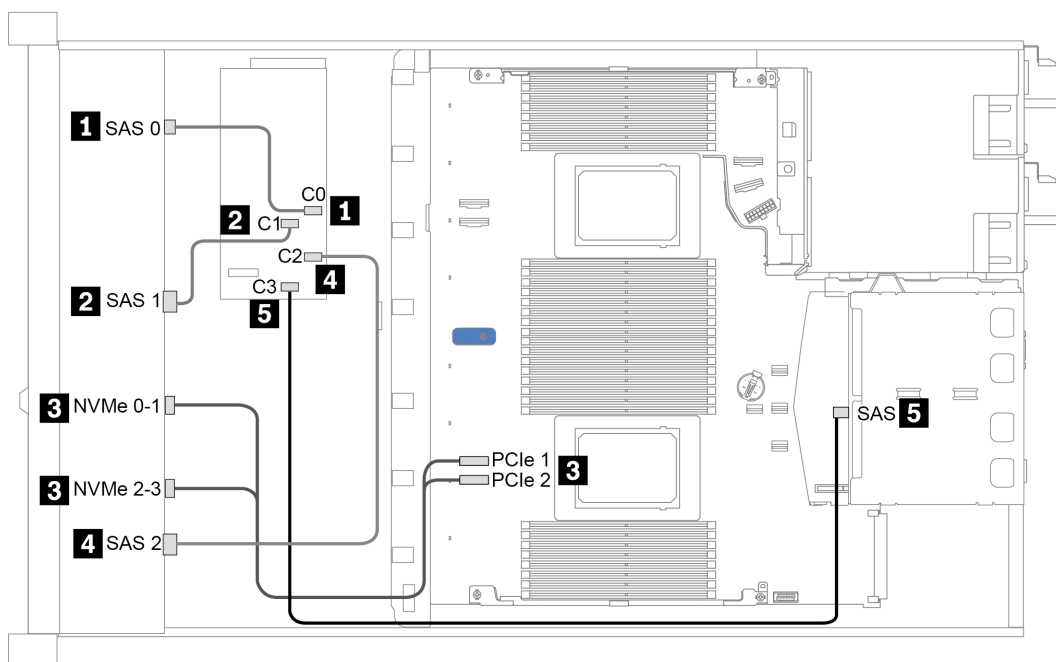 1 SAS 0
C0
1
2 C1
C2
4
2 SAS 1
C3
5
3 NVMe 0-1
SAS 5
PCIe 1
PCIe 2
3
3 NVMe 2-3
4 SAS 2